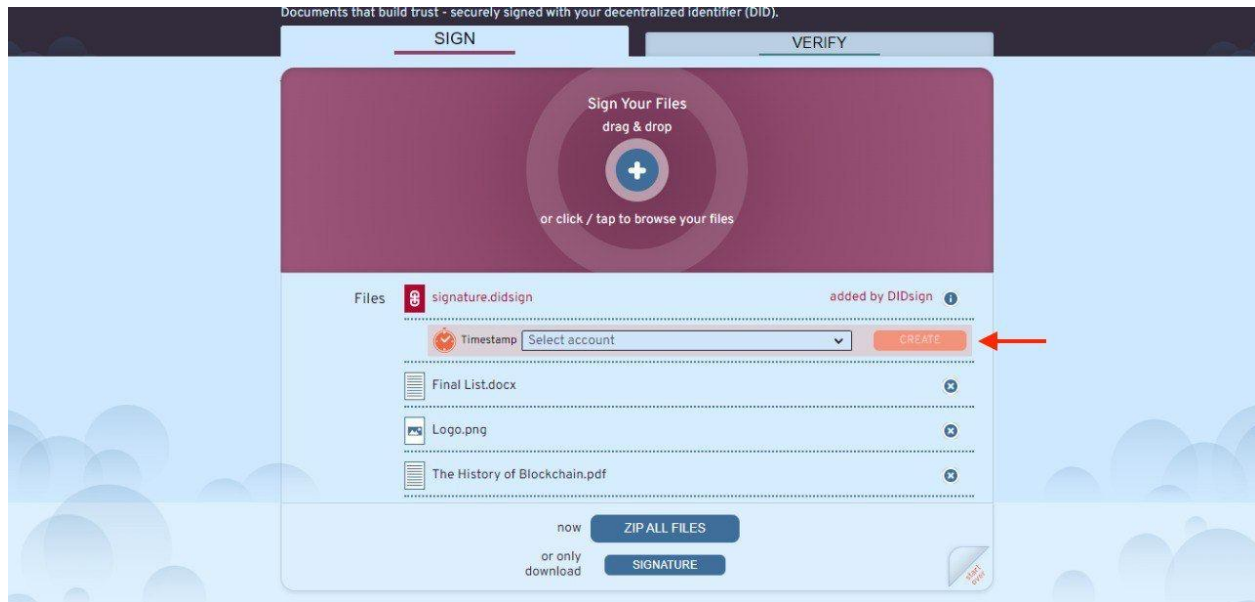 Documents that build trust - securely signed with your decentralized identifier (DID).
SIGN
VERIFY
Sign Your Files
drag & drop
or click / tap to browse your files
Files
signature.didsign
added by DIDsign
Timestamp
Select account
CREATE
Final List.docx
Logo.png
The History of Blockchain.pdf
now
ZIP ALL FILES
or only
download
SIGNATURE
start
over